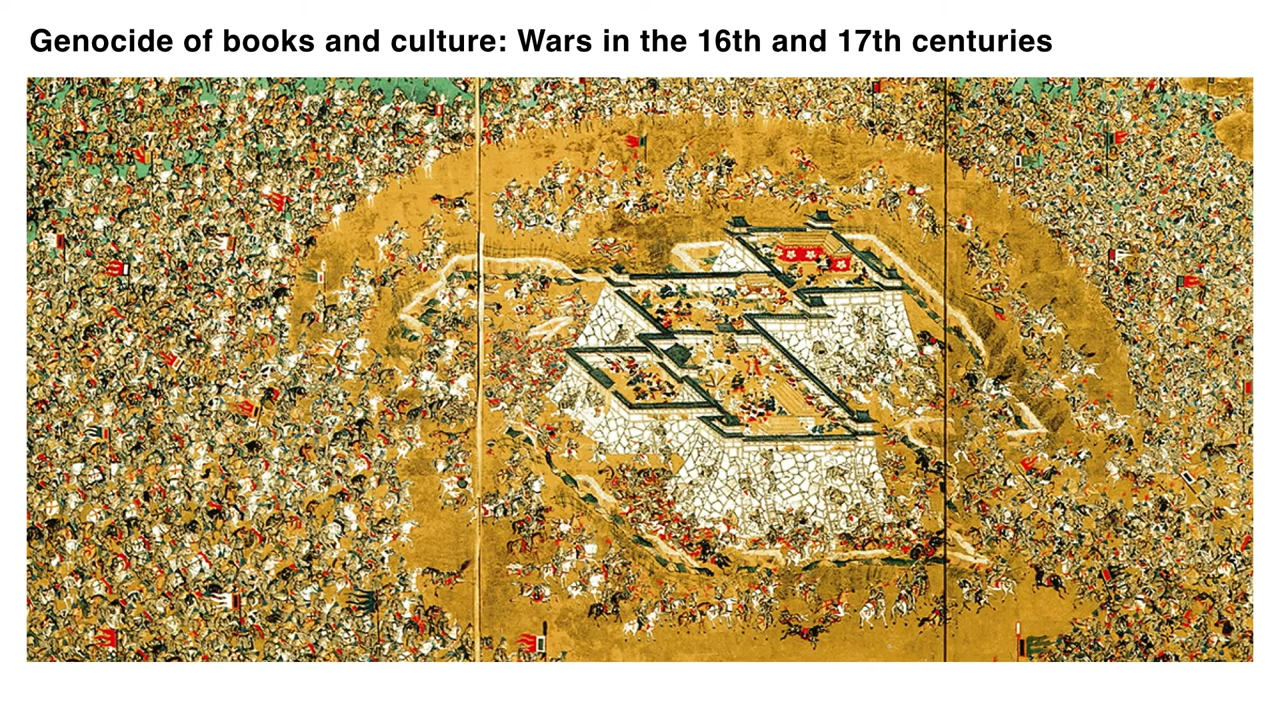 Genocide of books and culture: Wars in the 16th and 17th centuries